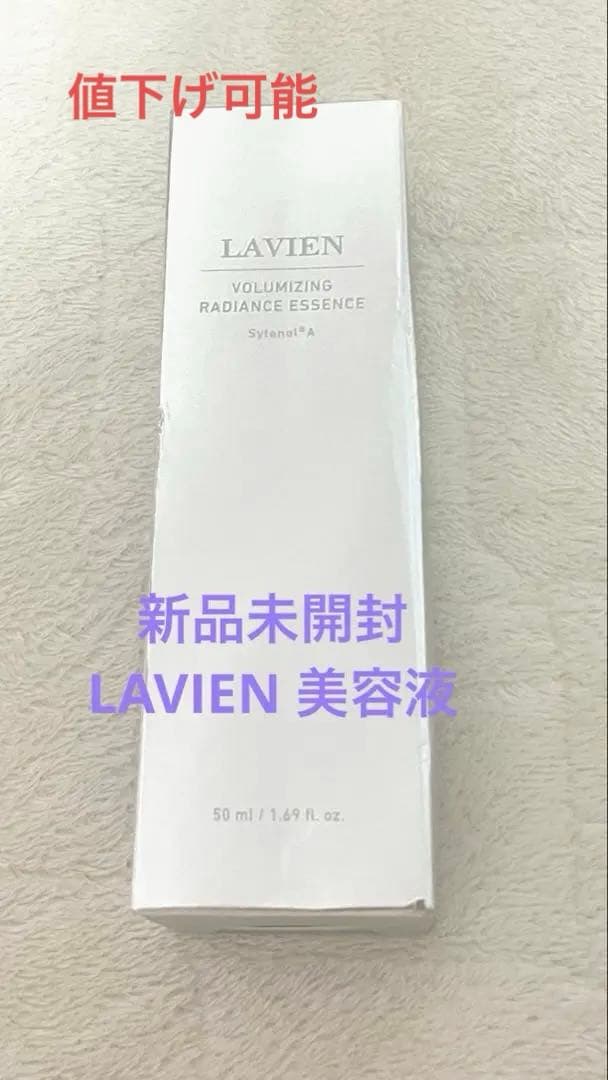 値下げ可能
LAVIEN
VOLUMIZING
RADIANCE ESSENCE
Sytenol® A
新品未開封
LAVIEN 美容液
50 ml / 1.69 fl. oz.